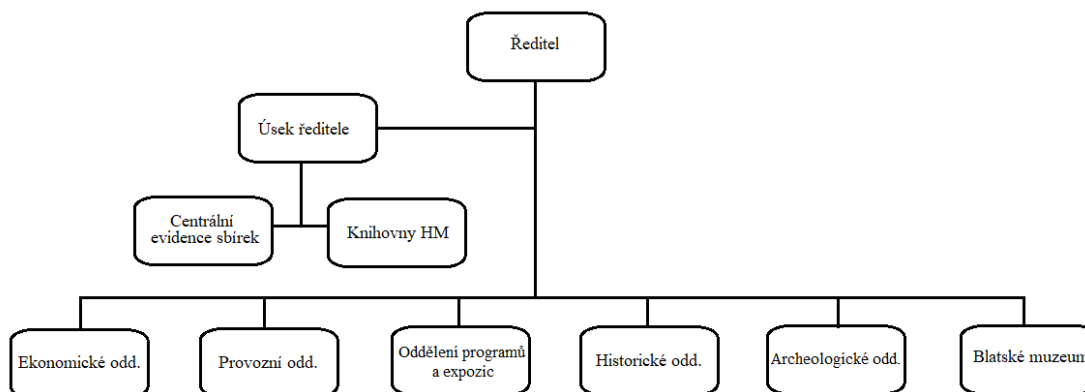 Ředitel
Úsek ředitele
Centrální
evidence sbírek
Knihovny HM
Ekonomické odd.
Provozní odd.
Oddělení programů
a expozic
Historické odd.
Archeologické odd.
Blatské muzeum